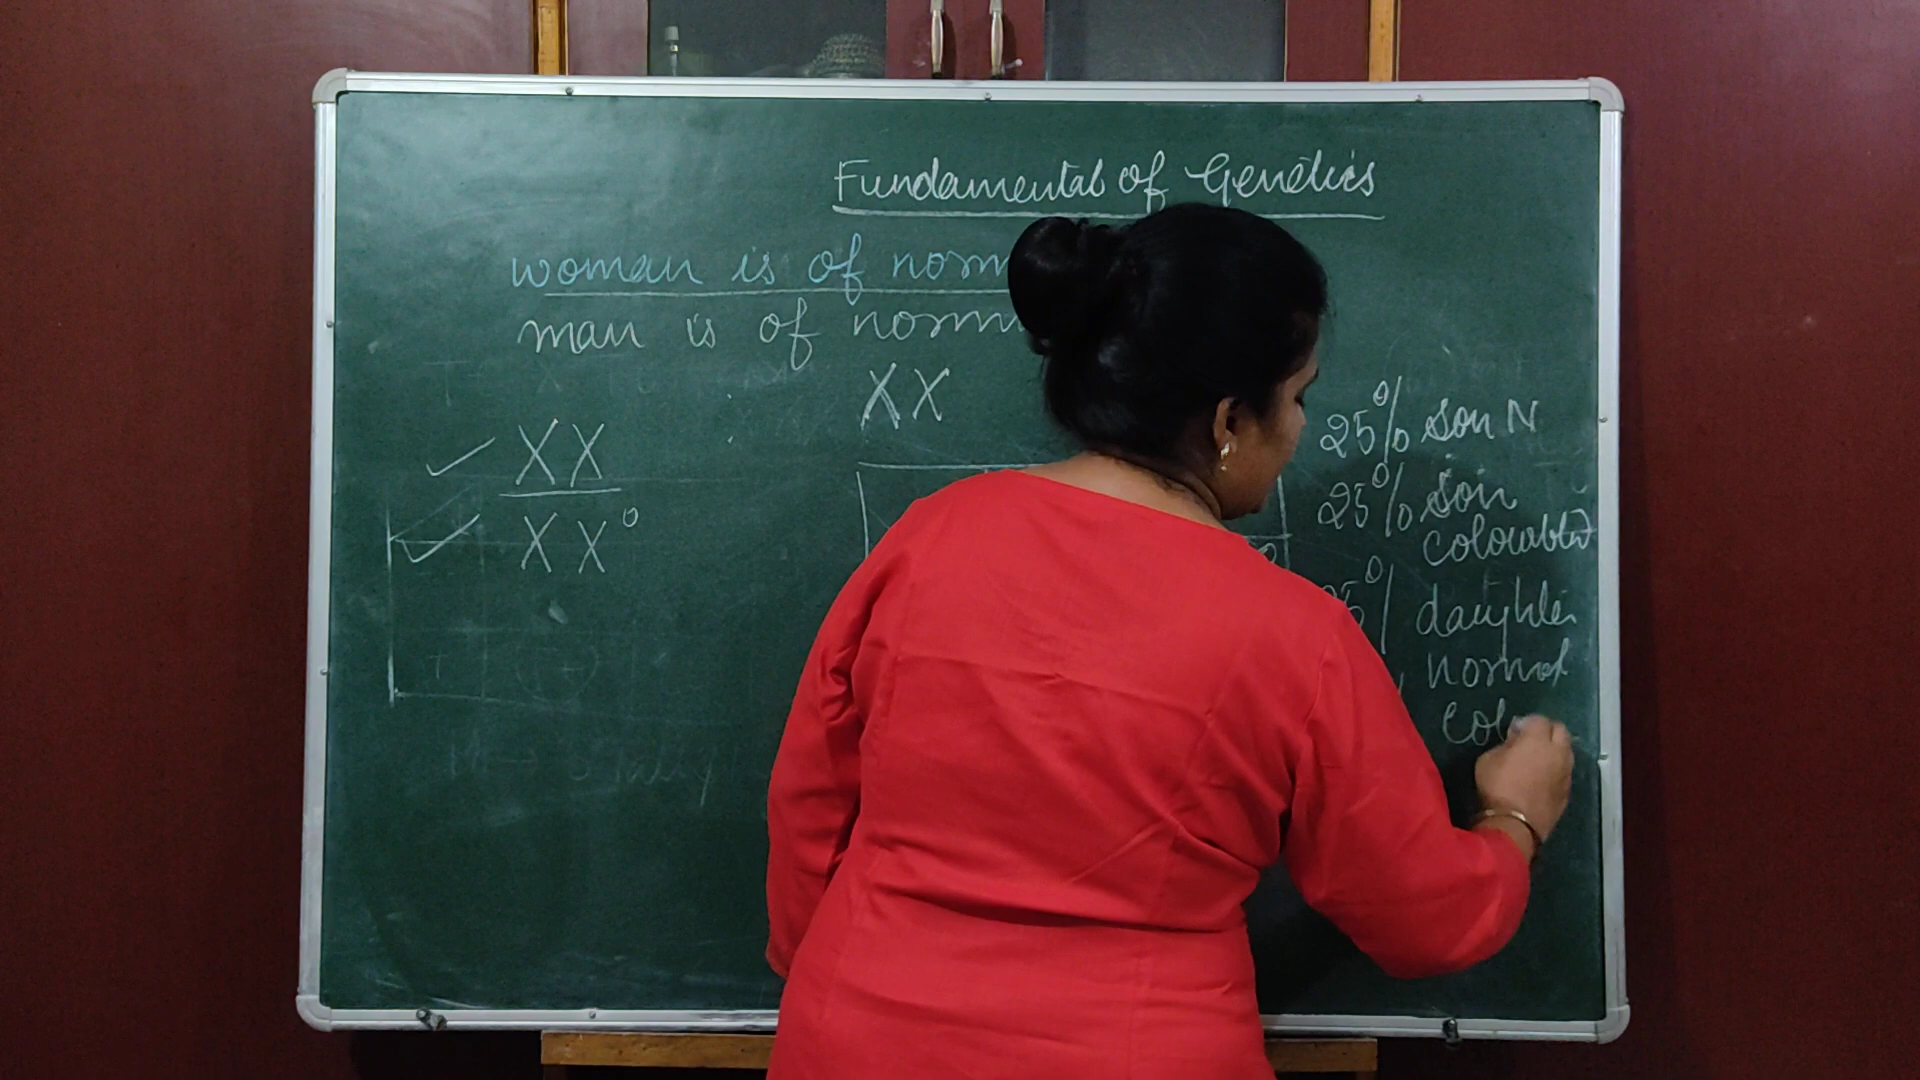 Fundamental of Genetics
woman is of norm
man is of norm
XX
XX
XX°
25% son N
25% son
colourblind
daughter
normal
col